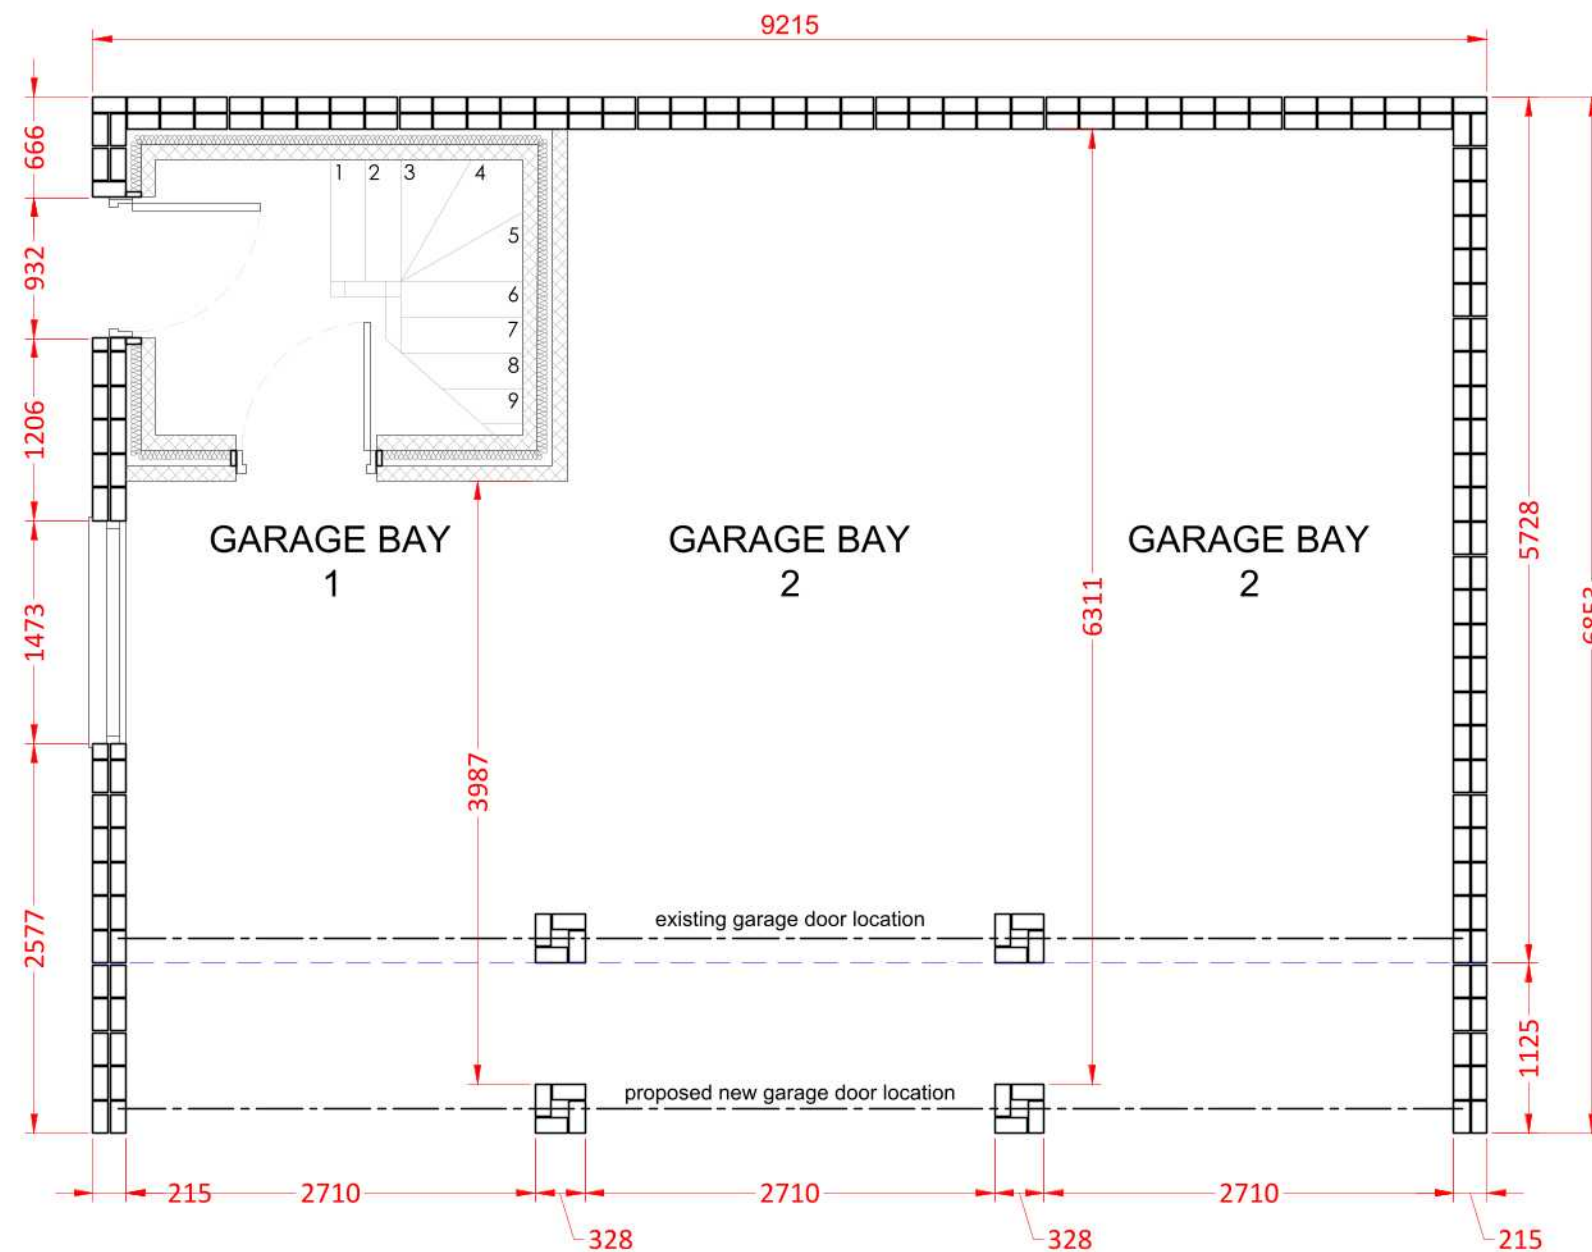 9215
666
932
1206
1473
2577
1 2 3 4
5
6
7
8
9
GARAGE BAY
1
GARAGE BAY
2
GARAGE BAY
2
3987
6311
5728
6853
1125
existing garage door location
proposed new garage door location
215 2710 2710 2710
328 328 215